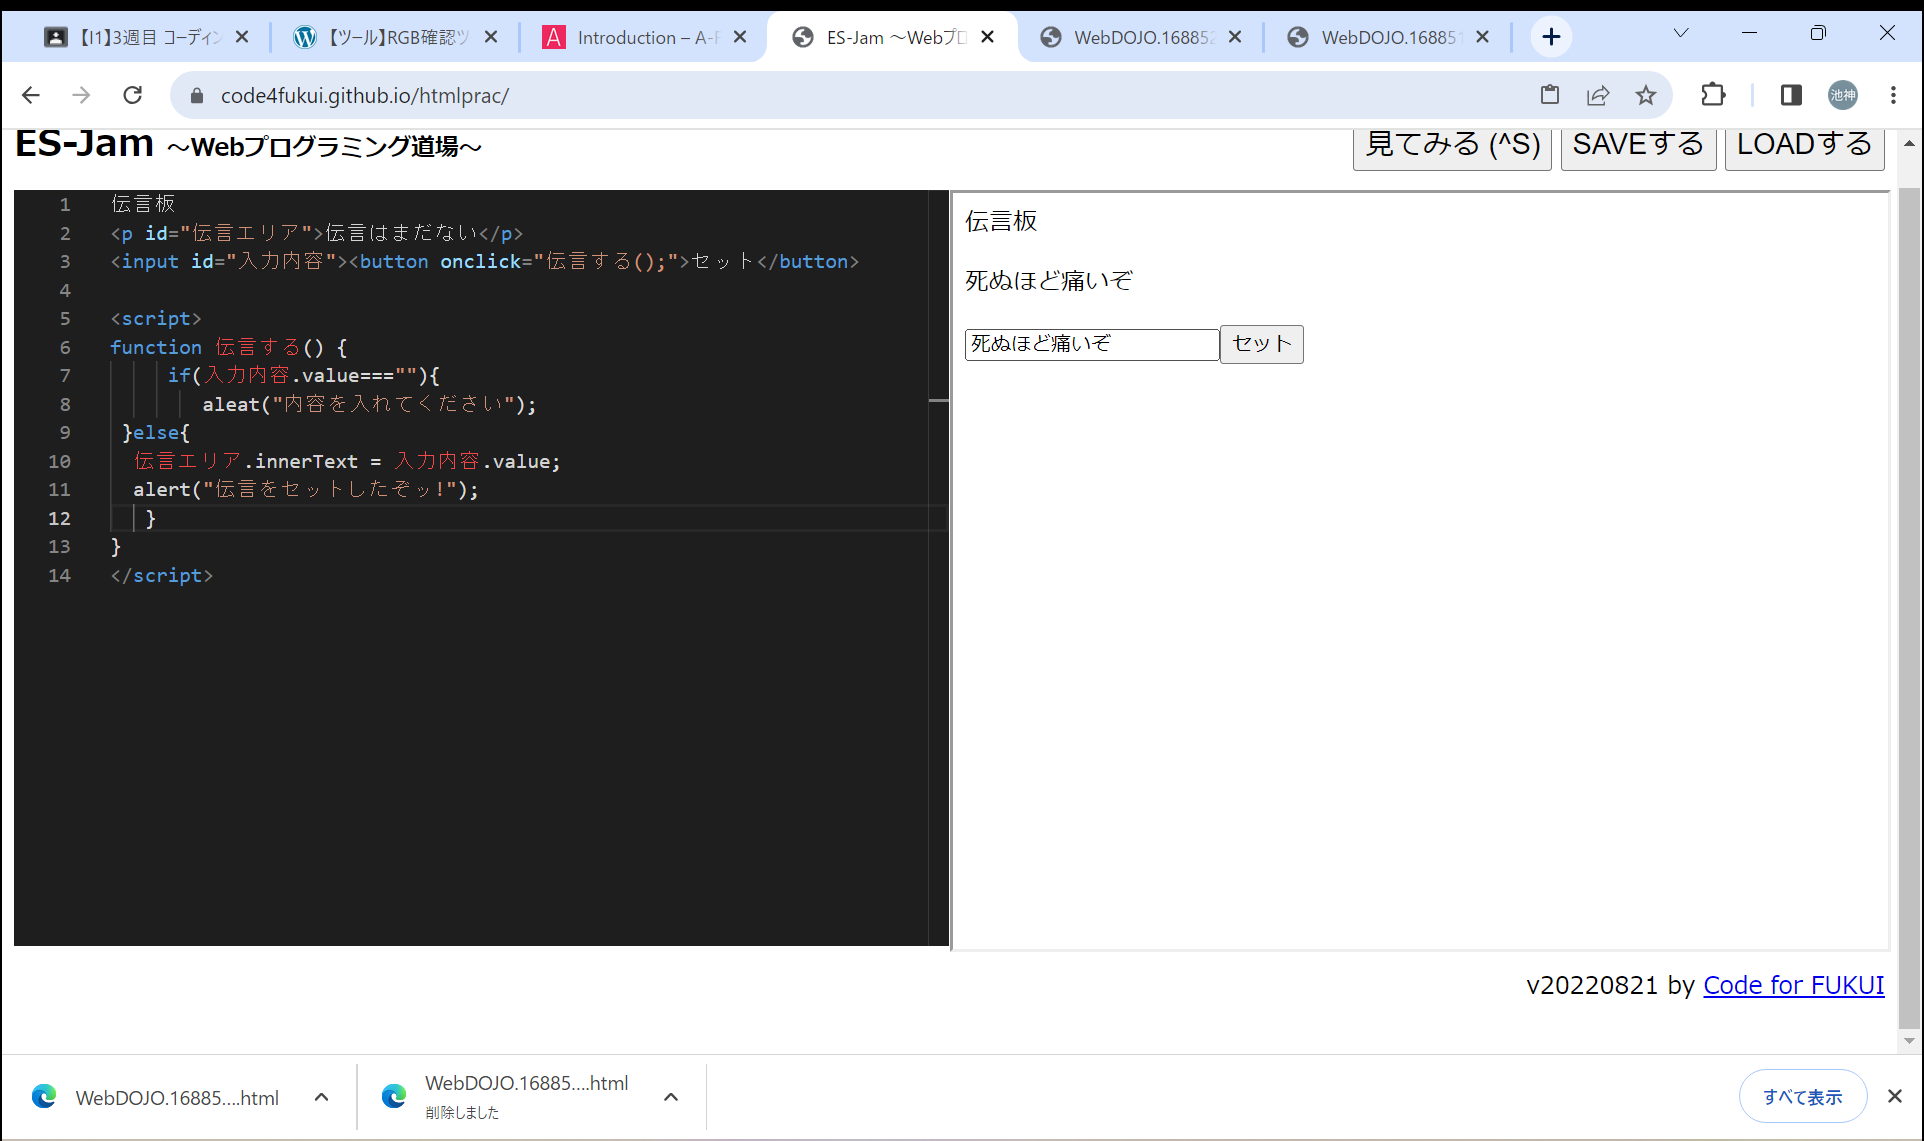 【I1】3週目 コーディン
【ツール】RGB確認ツ
Introduction – A-F
ES-Jam 〜Webプロ
WebDOJO.168852
WebDOJO.168851
code4fukui.github.io/htmlprac/
池神
ES-Jam 〜Webプログラミング道場〜
見てみる (^S)
SAVEする
LOADする
1 伝言板
2 <p id="伝言エリア">伝言はまだない</p>
3 <input id="入力内容"><button onclick="伝言する();">セット</button>
4
5 <script>
6 function 伝言する() {
7 if(入力内容.value===""){
8 aleat("内容を入れてください");
9 }else{
10 伝言エリア.innerText = 入力内容.value;
11 alert("伝言をセットしたぞッ!");
12 }
13 }
14 </script>
伝言板
死ぬほど痛いぞ
死ぬほど痛いぞ セット
v20220821 by Code for FUKUI
WebDOJO.16885....html
WebDOJO.16885....html
削除しました
すべて表示